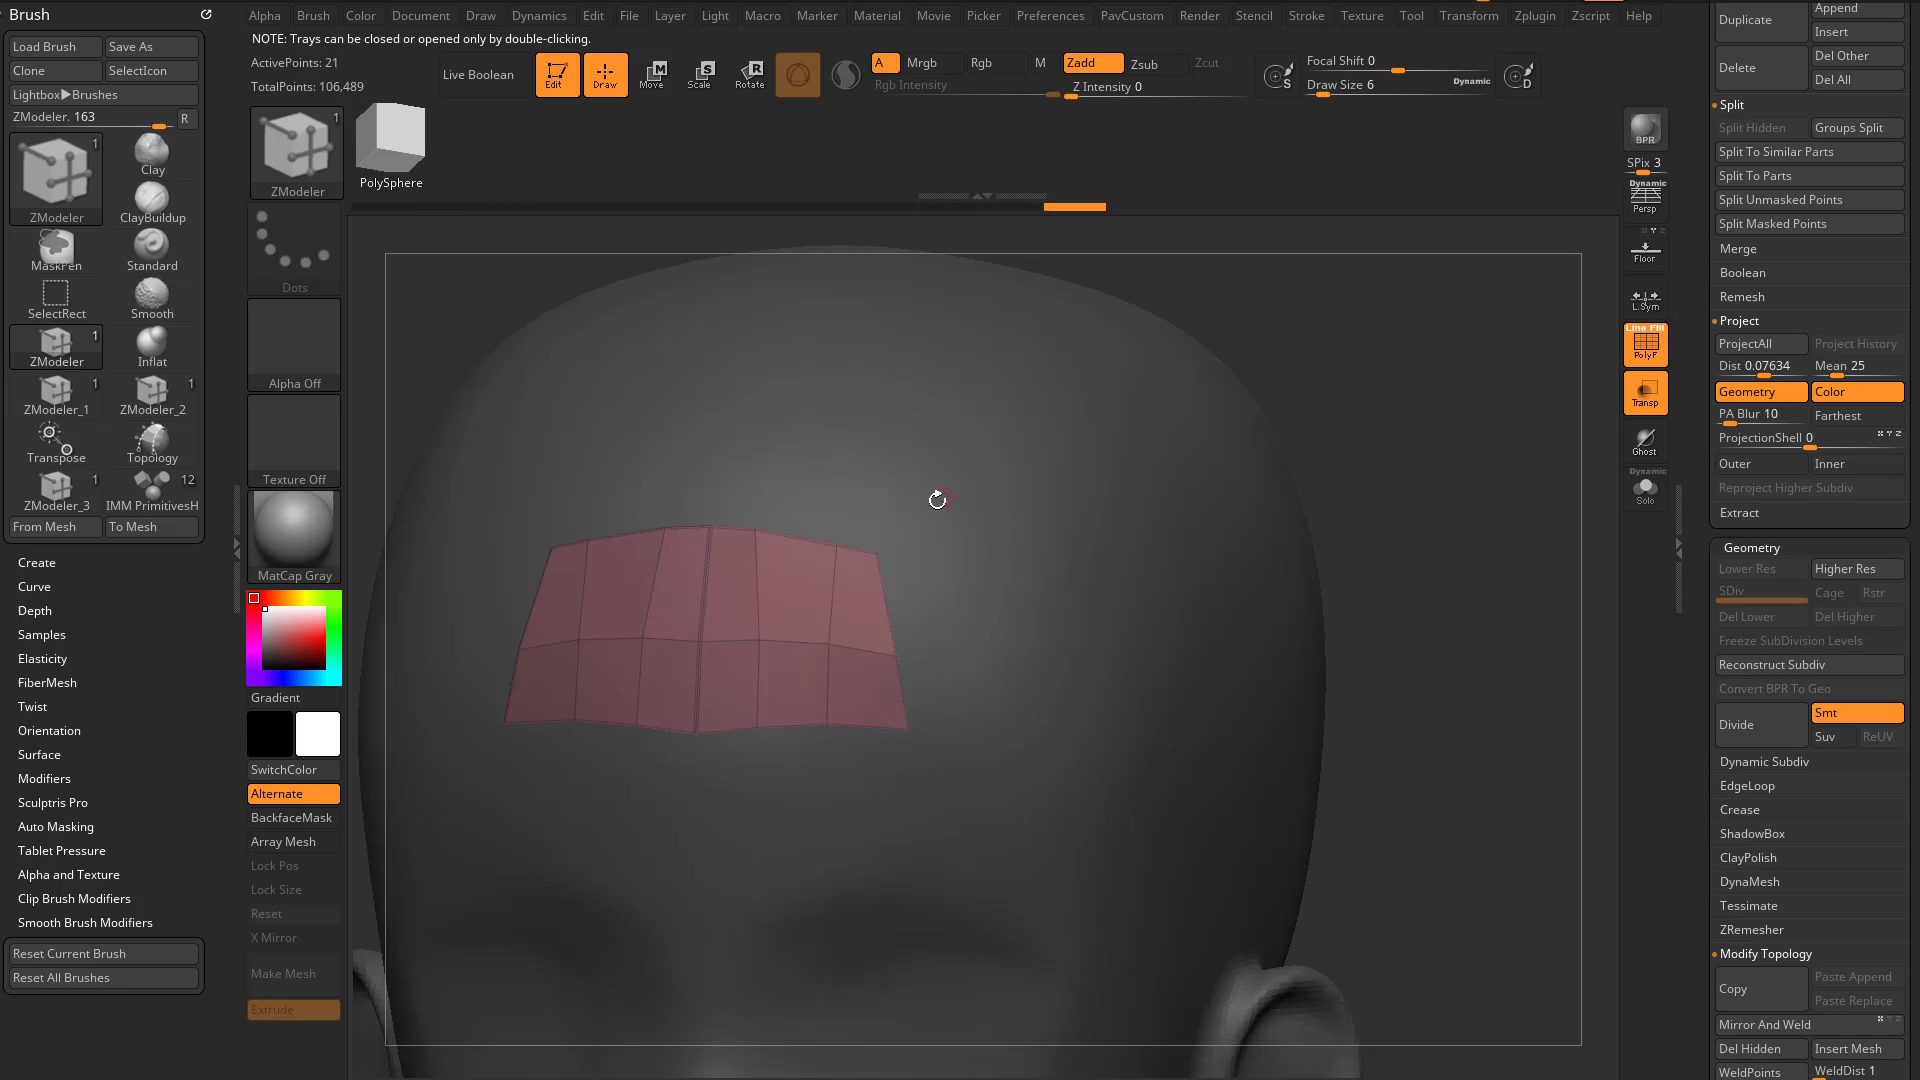 Brush
Load Brush
Save As
Clone
SelectIcon
Lightbox▶Brushes
ZModeler. 163
R
1
ZModeler
Clay
ClayBuildup
MaskPen
Standard
SelectRect
Smooth
1
ZModeler
Inflat
1
ZModeler_1
1
ZModeler_2
Transpose
Topology
1
ZModeler_3
12
IMM PrimitivesH
From Mesh
To Mesh
Create
Curve
Depth
Samples
Elasticity
FiberMesh
Twist
Orientation
Surface
Modifiers
Sculptris Pro
Auto Masking
Tablet Pressure
Alpha and Texture
Clip Brush Modifiers
Smooth Brush Modifiers
Reset Current Brush
Reset All Brushes
Alpha Brush Color Document Draw Dynamics Edit File Layer Light Macro Marker Material Movie Picker Preferences PavCustom Render Stencil Stroke Texture Tool Transform Zplugin Zscript Help
NOTE: Trays can be closed or opened only by double-clicking.
ActivePoints: 21
TotalPoints: 106,489
Live Boolean
Edit
Draw
M
Move
S
Scale
R
Rotate
A
Mrgb
Rgb
M
Zadd
Zsub
Zcut
Rgb Intensity
Z Intensity 0
S
Focal Shift 0
Draw Size 6
Dynamic
D
1
ZModeler
PolySphere
Dots
Alpha Off
Texture Off
MatCap Gray
Gradient
SwitchColor
Alternate
BackfaceMask
Array Mesh
Lock Pos
Lock Size
Reset
X Mirror
Make Mesh
Extrude
BPR
SPix 3
Dynamic
Persp
Floor
L.Sym
Line Fill
PolyF
Transp
Ghost
Dynamic
Solo
Duplicate
Append
Insert
Delete
Del Other
Del All
Split
Split Hidden
Groups Split
Split To Similar Parts
Split To Parts
Split Unmasked Points
Split Masked Points
Merge
Boolean
Remesh
Project
ProjectAll
Project History
Dist 0.07634
Mean 25
Geometry
Color
PA Blur 10
Farthest
ProjectionShell 0
Outer
Inner
Reproject Higher Subdiv
Extract
Geometry
Lower Res
Higher Res
SDiv
Cage
Rstr
Del Lower
Del Higher
Freeze SubDivision Levels
Reconstruct Subdiv
Convert BPR To Geo
Divide
Smt
Suv
ReUV
Dynamic Subdiv
EdgeLoop
Crease
ShadowBox
ClayPolish
DynaMesh
Tessimate
ZRemesher
Modify Topology
Copy
Paste Append
Paste Replace
Mirror And Weld
Del Hidden
Insert Mesh
WeldPoints
WeldDist 1